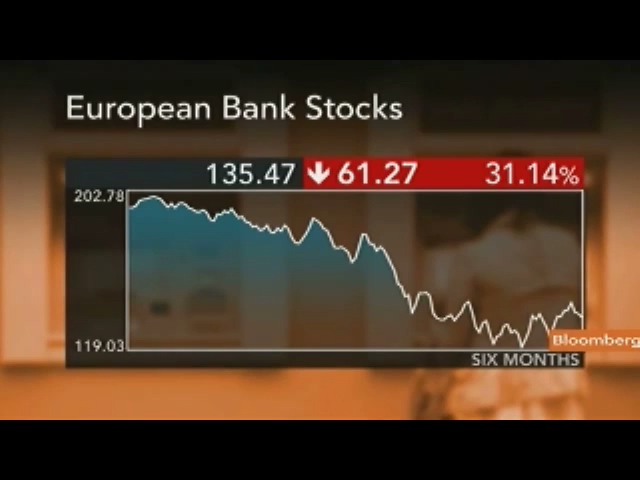 European Bank Stocks
135.47 ↓ 61.27 31.14%
202.78
119.03
Bloomberg
SIX MONTHS